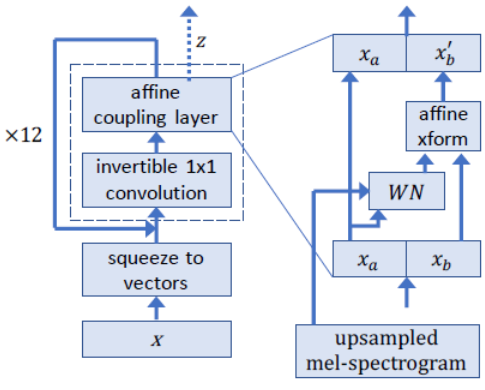 z
affine
coupling layer
×12
invertible 1x1
convolution
squeeze to
vectors
x
x_a
x_b′
affine
xform
WN
x_a
x_b
upsampled
mel-spectrogram